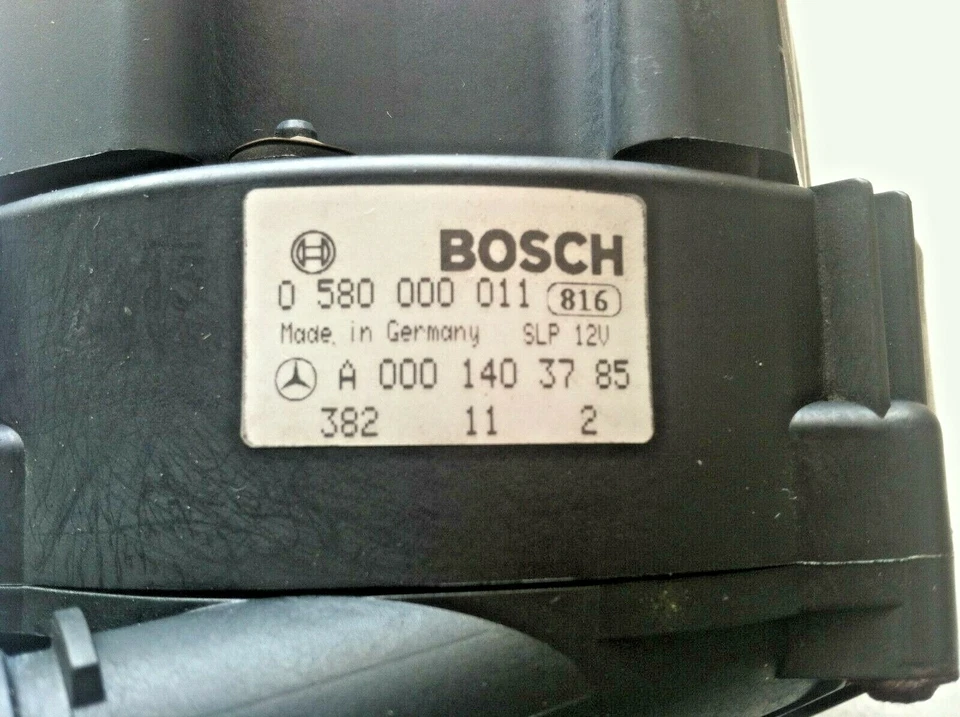 BOSCH
0 580 000 011 816
Made in Germany SLP 12V
A 000 140 37 85
382 11 2